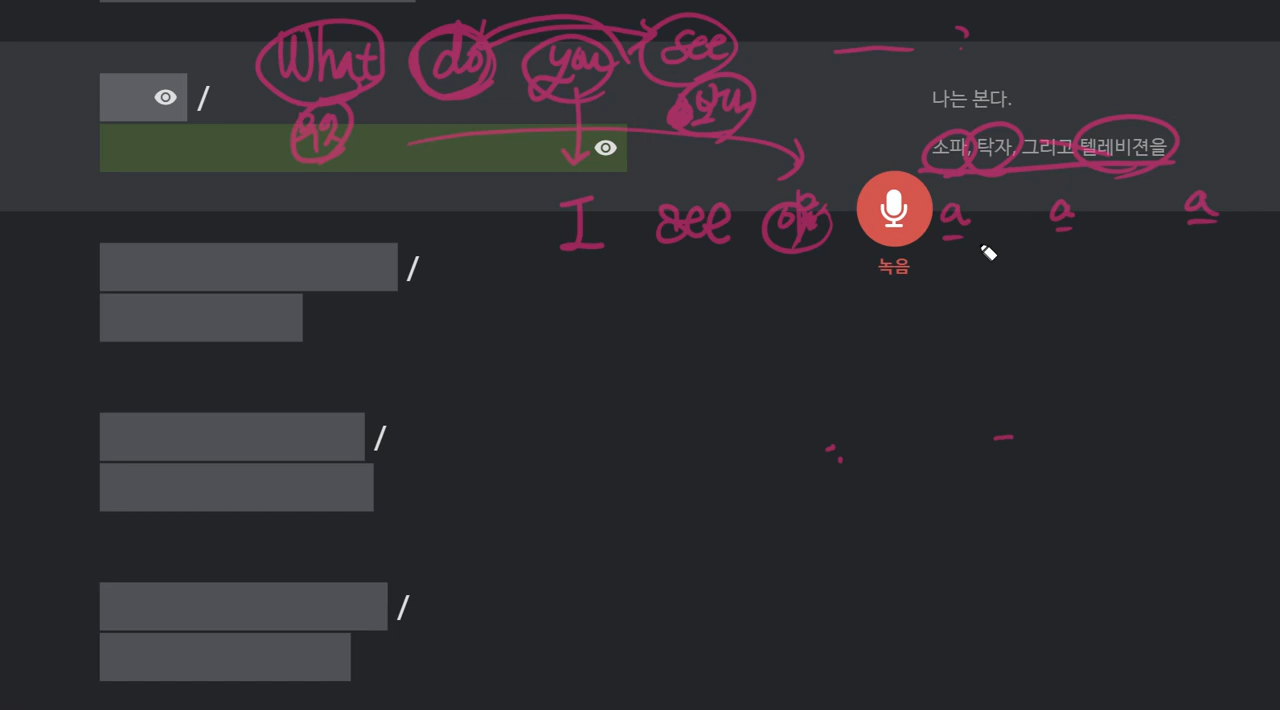 What do you see ?
/ 나는 본다.
소파, 탁자, 그리고 텔레비젼을
I see a a a
녹음
/
/
/